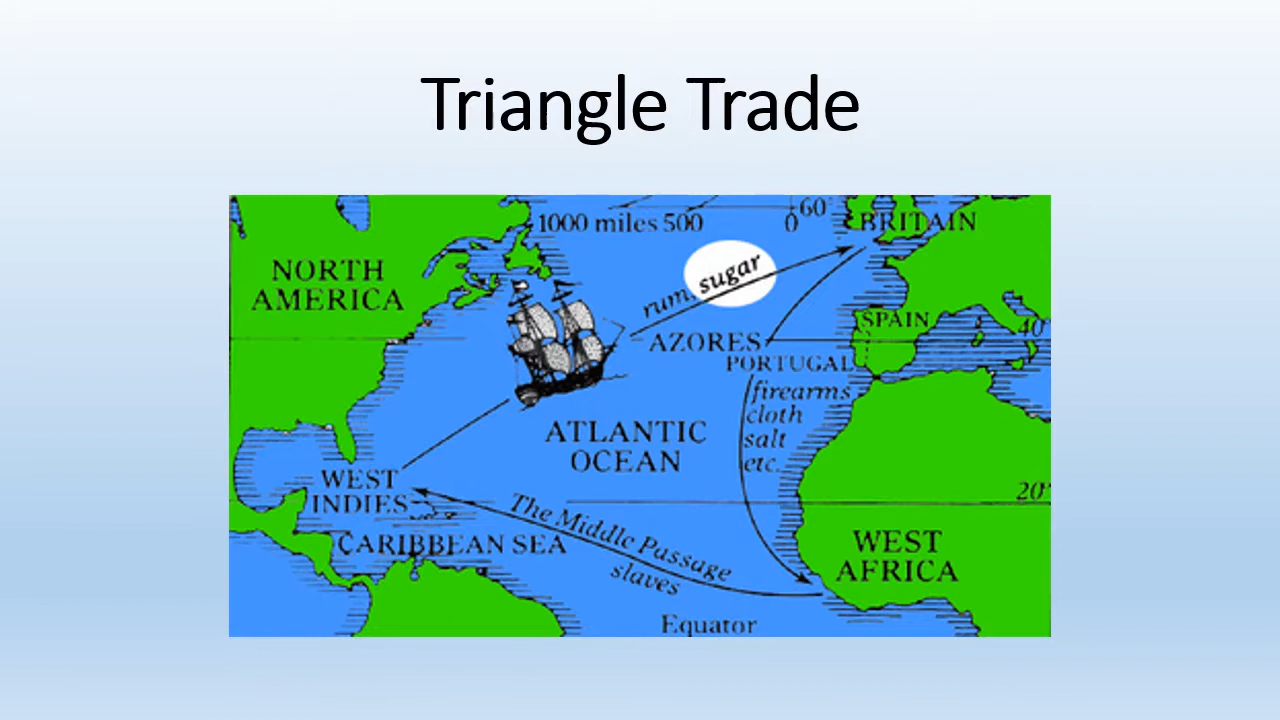 Triangle Trade
1000 miles 500 0 60°
BRITAIN
NORTH
AMERICA
rum, sugar
SPAIN
40°
AZORES
PORTUGAL
firearms
cloth
salt
etc.
ATLANTIC
OCEAN
WEST
INDIES
20°
The Middle Passage
slaves
CARIBBEAN SEA
WEST
AFRICA
Equator